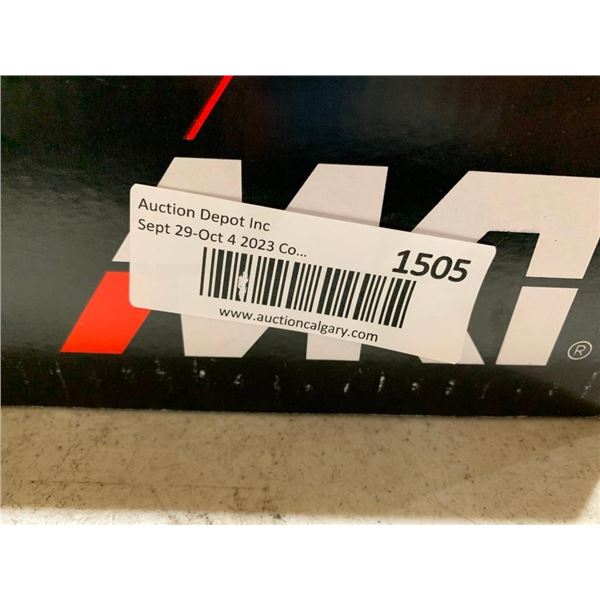 Auction Depot Inc
Sept 29-Oct 4 2023 Co...
1505
www.auctioncalgary.com
®